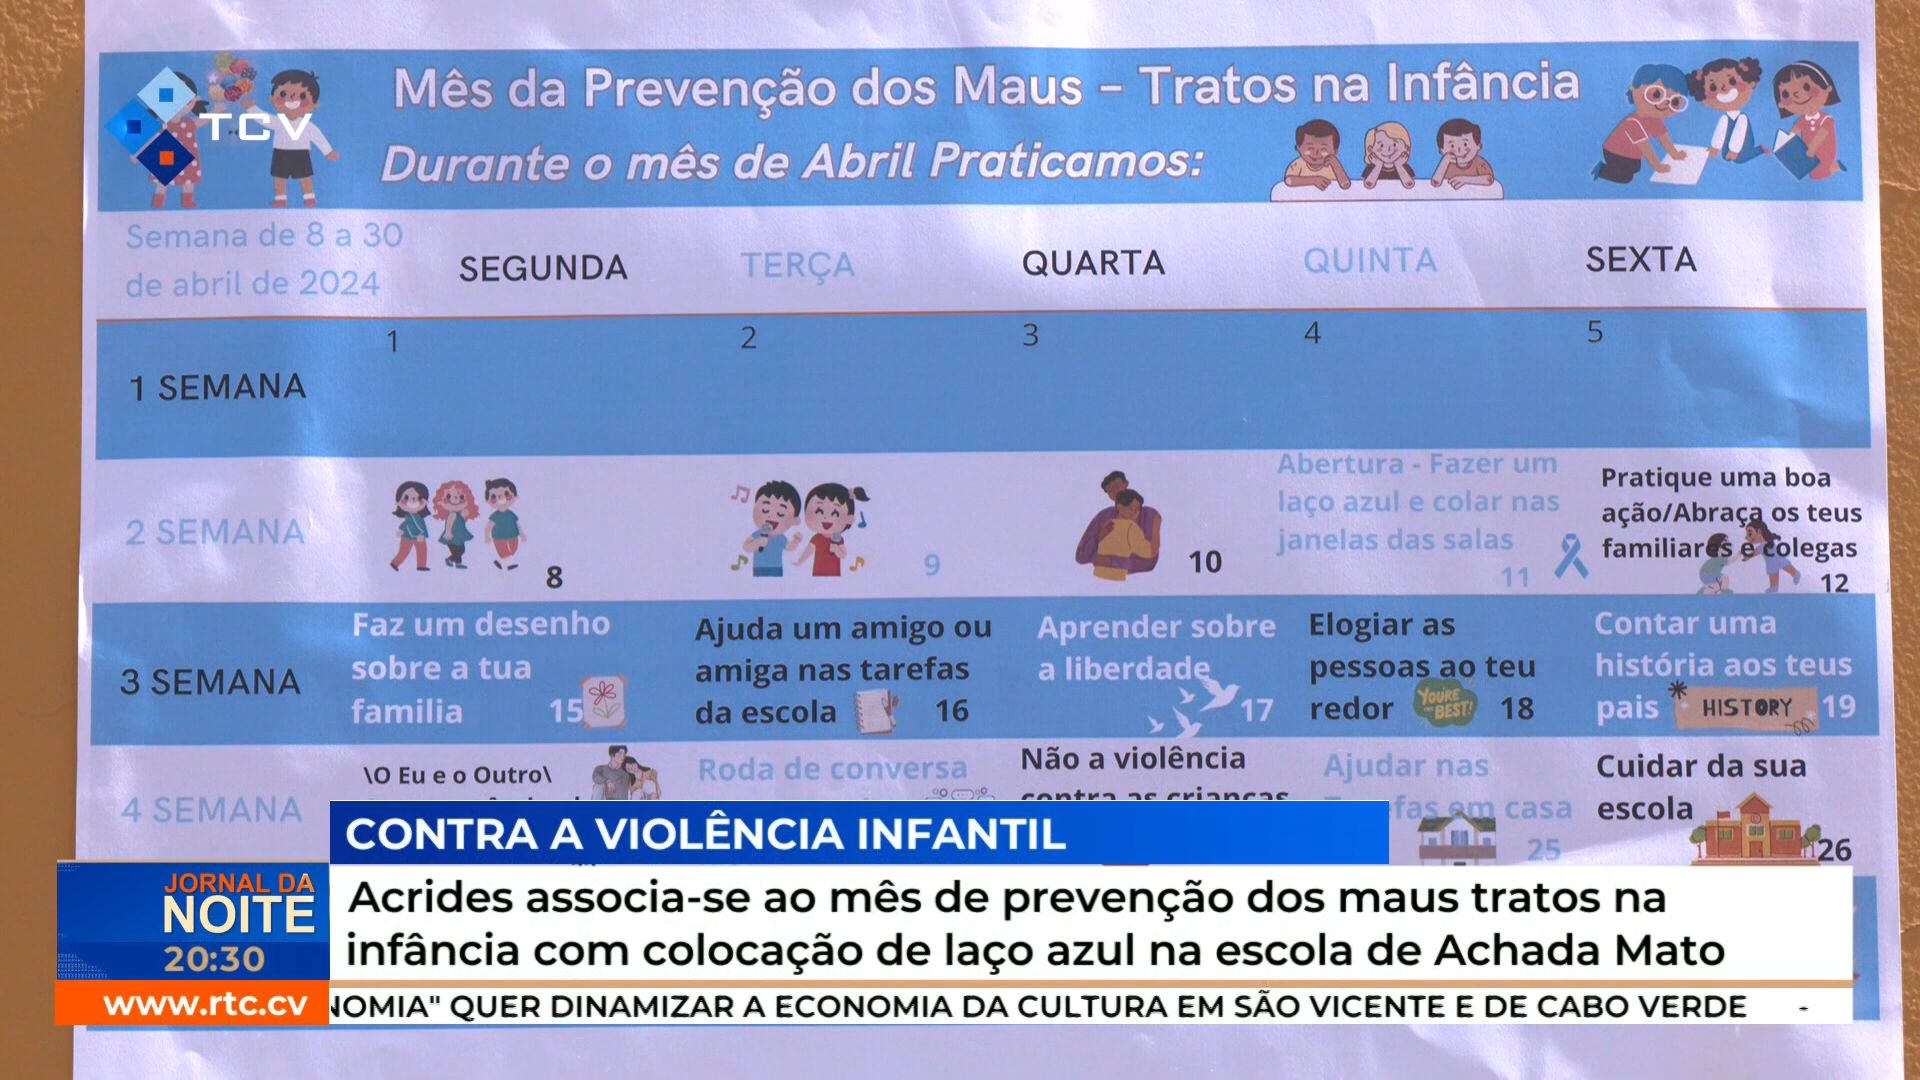 TCV
Mês da Prevenção dos Maus – Tratos na Infância
Durante o mês de Abril Praticamos:
Semana de 8 a 30
de abril de 2024
SEGUNDA
TERÇA
QUARTA
QUINTA
SEXTA
1 SEMANA
1
2
3
4
5
2 SEMANA
8
9
10
Abertura - Fazer um
laço azul e colar nas
janelas das salas
11
Pratique uma boa
ação/Abraça os teus
familiares e colegas
12
3 SEMANA
Faz um desenho
sobre a tua
familia
15
Ajuda um amigo ou
amiga nas tarefas
da escola
16
Aprender sobre
a liberdade
17
Elogiar as
pessoas ao teu
redor
YOU'RE
BEST!
18
Contar uma
história aos teus
pais
HISTORY
19
4 SEMANA
\O Eu e o Outro\
Roda de conversa
Não a violência
contra as crianças
Ajudar nas
em casa
25
Cuidar da sua
escola
26
CONTRA A VIOLÊNCIA INFANTIL
JORNAL DA
NOITE
20:30
Acrides associa-se ao mês de prevenção dos maus tratos na
infância com colocação de laço azul na escola de Achada Mato
www.rtc.cv
NOMIA" QUER DINAMIZAR A ECONOMIA DA CULTURA EM SÃO VICENTE E DE CABO VERDE -